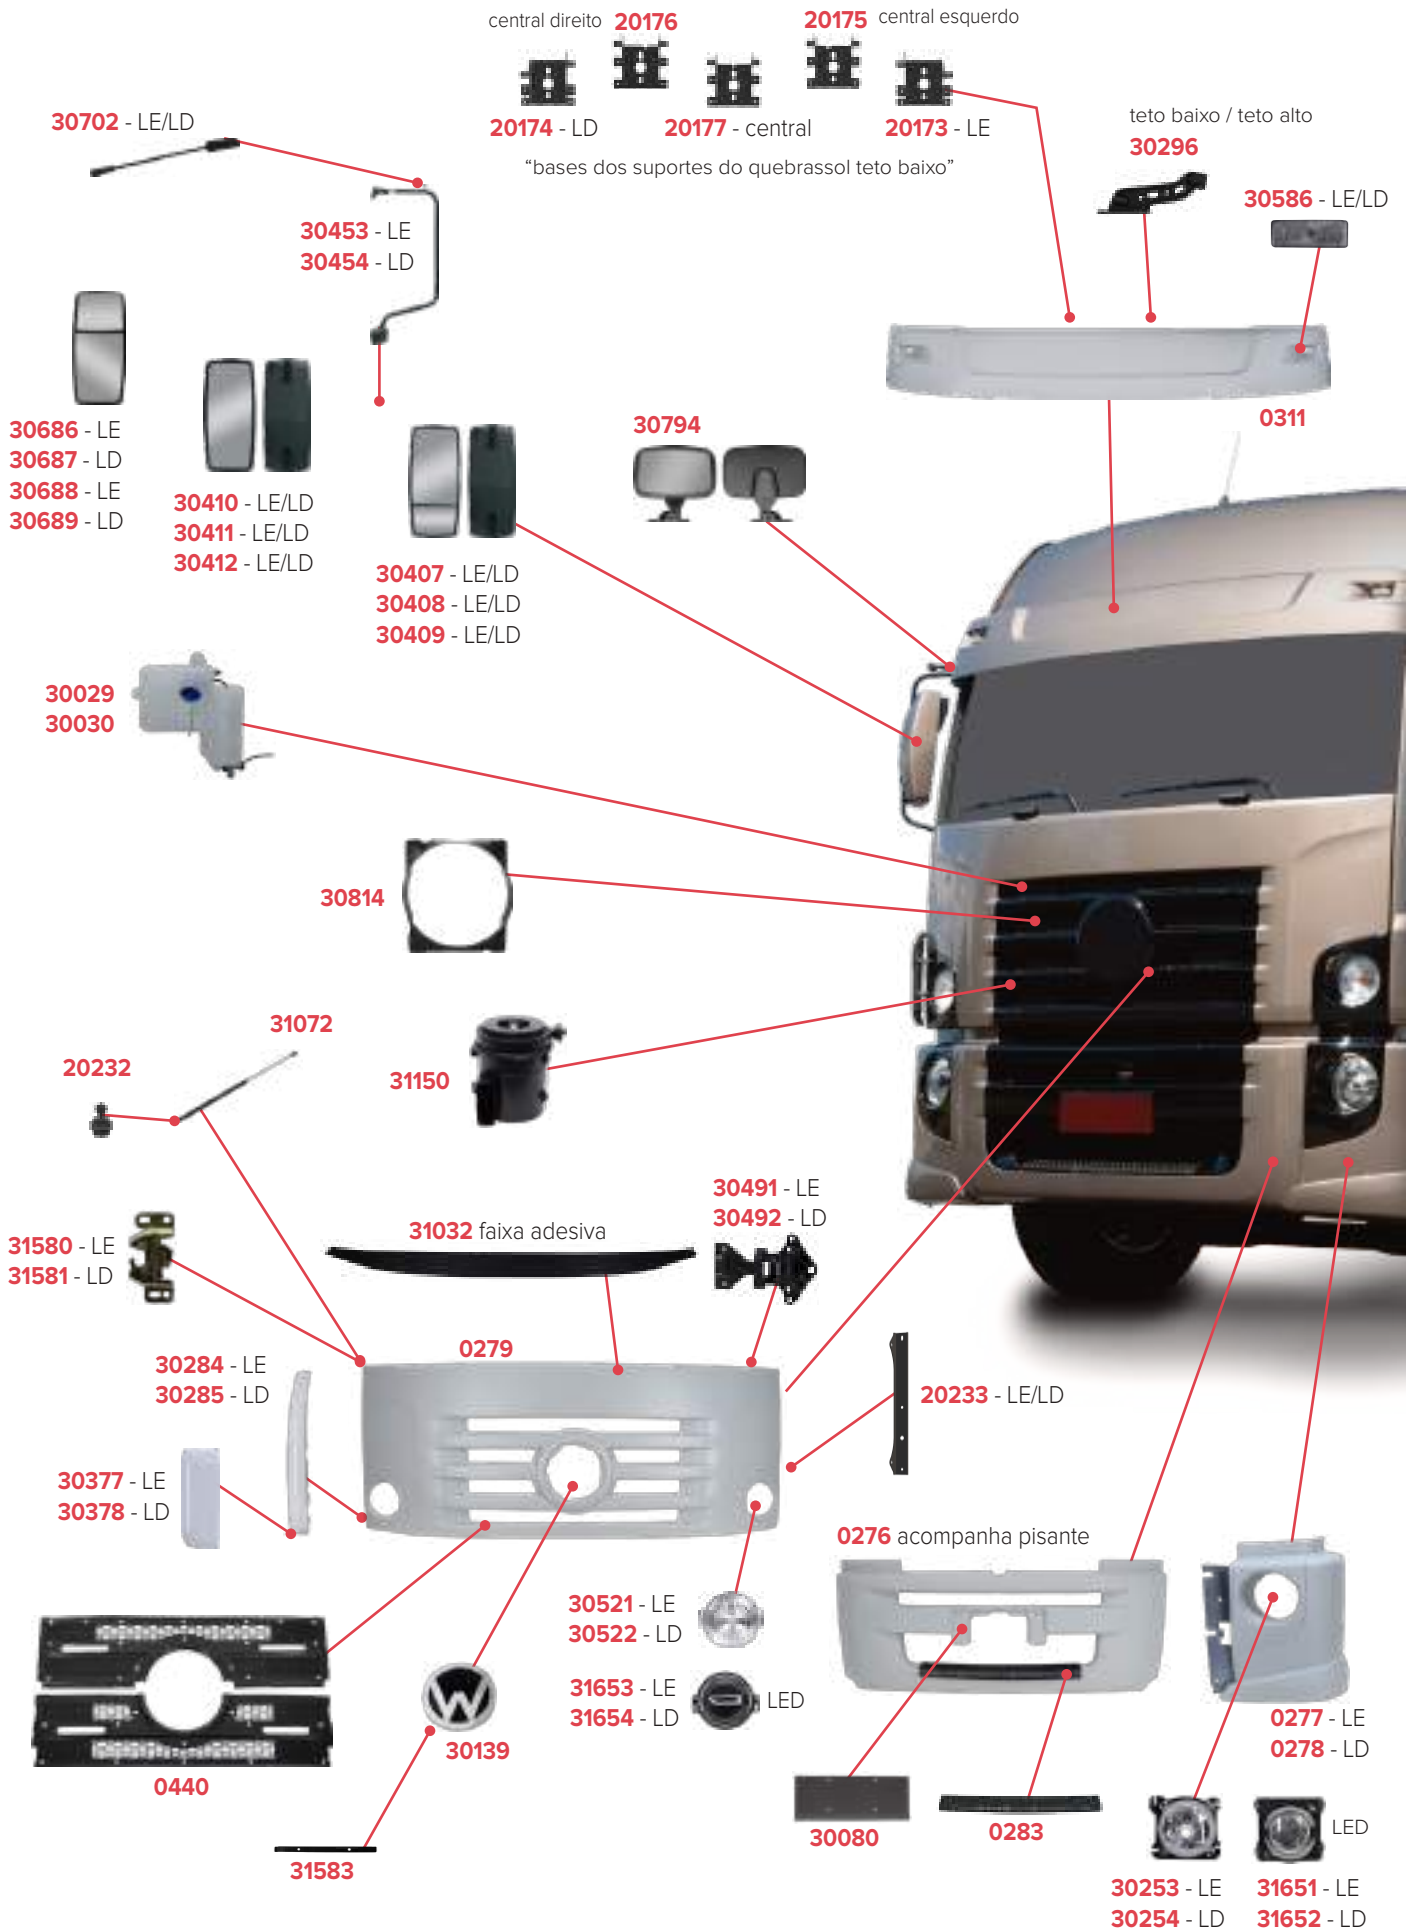 central direito 20176
20175 central esquerdo
20174 - LD
20177 - central
20173 - LE
"bases dos suportes do quebrassol teto baixo"
teto baixo / teto alto
30296
30586 - LE/LD
0311
30702 - LE/LD
30453 - LE
30454 - LD
30686 - LE
30687 - LD
30688 - LE
30689 - LD
30410 - LE/LD
30411 - LE/LD
30412 - LE/LD
30407 - LE/LD
30408 - LE/LD
30409 - LE/LD
30794
30029
30030
30814
31072
20232
31150
31580 - LE
31581 - LD
31032 faixa adesiva
30491 - LE
30492 - LD
0279
30284 - LE
30285 - LD
20233 - LE/LD
30377 - LE
30378 - LD
0276 acompanha pisante
30521 - LE
30522 - LD
31653 - LE
31654 - LD
LED
30139
0440
31583
0277 - LE
0278 - LD
30080
0283
LED
30253 - LE
30254 - LD
31651 - LE
31652 - LD